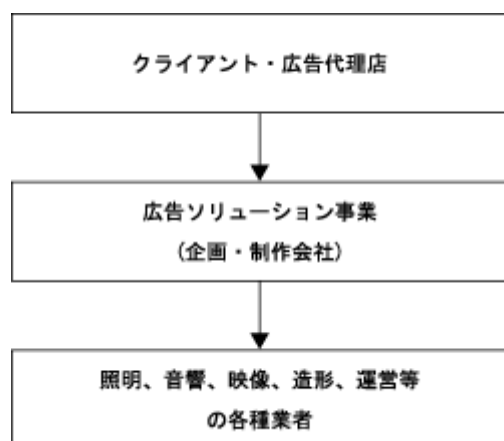 クライアント・広告代理店
広告ソリューション事業
(企画・制作会社)
照明、音響、映像、造形、運営等
の各種業者